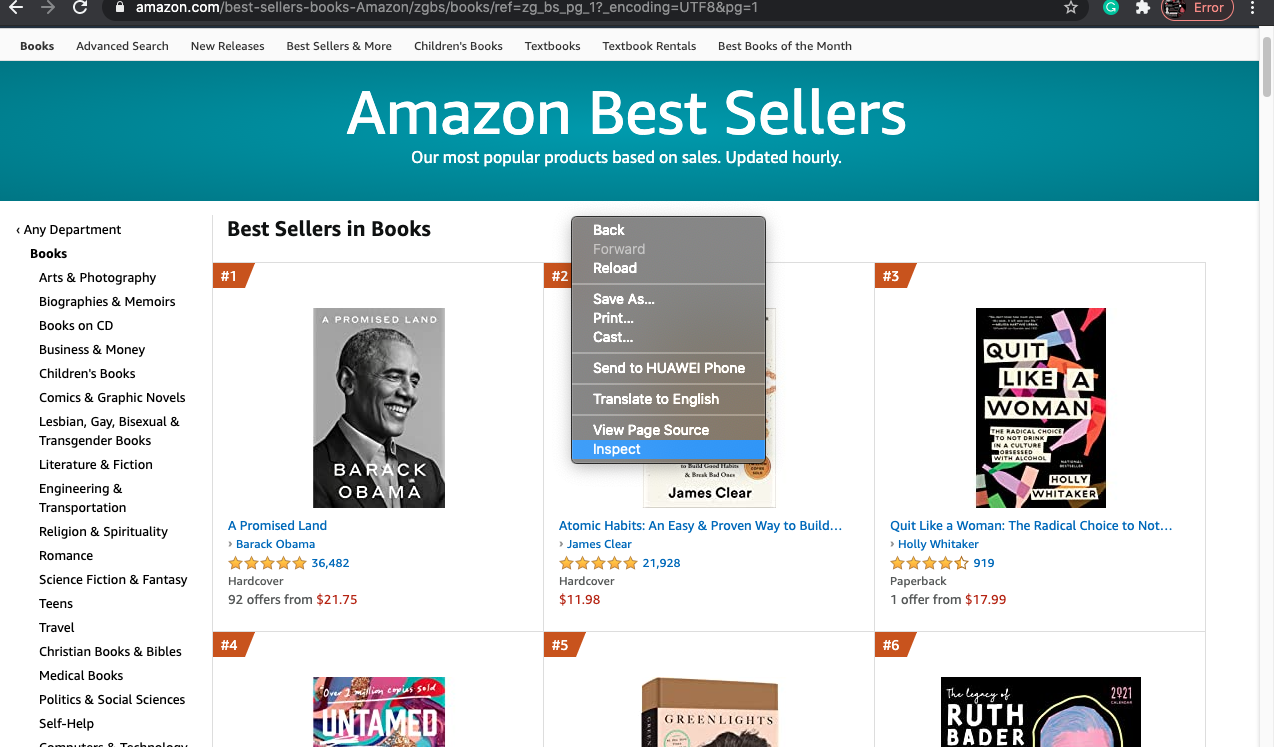 amazon.com/best-sellers-books-Amazon/zgbs/books/ref=zg_bs_pg_1?_encoding=UTF8&pg=1
Error
Books Advanced Search New Releases Best Sellers & More Children's Books Textbooks Textbook Rentals Best Books of the Month
Amazon Best Sellers
Our most popular products based on sales. Updated hourly.
‹ Any Department
Books
Arts & Photography
Biographies & Memoirs
Books on CD
Business & Money
Children's Books
Comics & Graphic Novels
Lesbian, Gay, Bisexual &
Transgender Books
Literature & Fiction
Engineering &
Transportation
Religion & Spirituality
Romance
Science Fiction & Fantasy
Teens
Travel
Christian Books & Bibles
Medical Books
Politics & Social Sciences
Self-Help
Computers & Technology
Best Sellers in Books
Back
Forward
Reload
Save As...
Print...
Cast...
Send to HUAWEI Phone
Translate to English
View Page Source
Inspect
#1
A PROMISED LAND
BARACK
OBAMA
A Promised Land
› Barack Obama
36,482
Hardcover
92 offers from $21.75
#2
to Build Good Habits
& Break Bad Ones
James Clear
Atomic Habits: An Easy & Proven Way to Build…
› James Clear
21,928
Hardcover
$11.98
#3
QUIT
LIKE A
WOMAN
THE RADICAL CHOICE
TO NOT DRINK
IN A CULTURE
OBSESSED
WITH ALCOHOL
NATIONAL
BESTSELLER
HOLLY
WHITAKER
Quit Like a Woman: The Radical Choice to Not…
› Holly Whitaker
919
Paperback
1 offer from $17.99
#4
Over 2 million copies sold
UNTAMED
#5
GREENLIGHTS
#6
The legacy of
RUTH
BADER
2021
CALENDAR